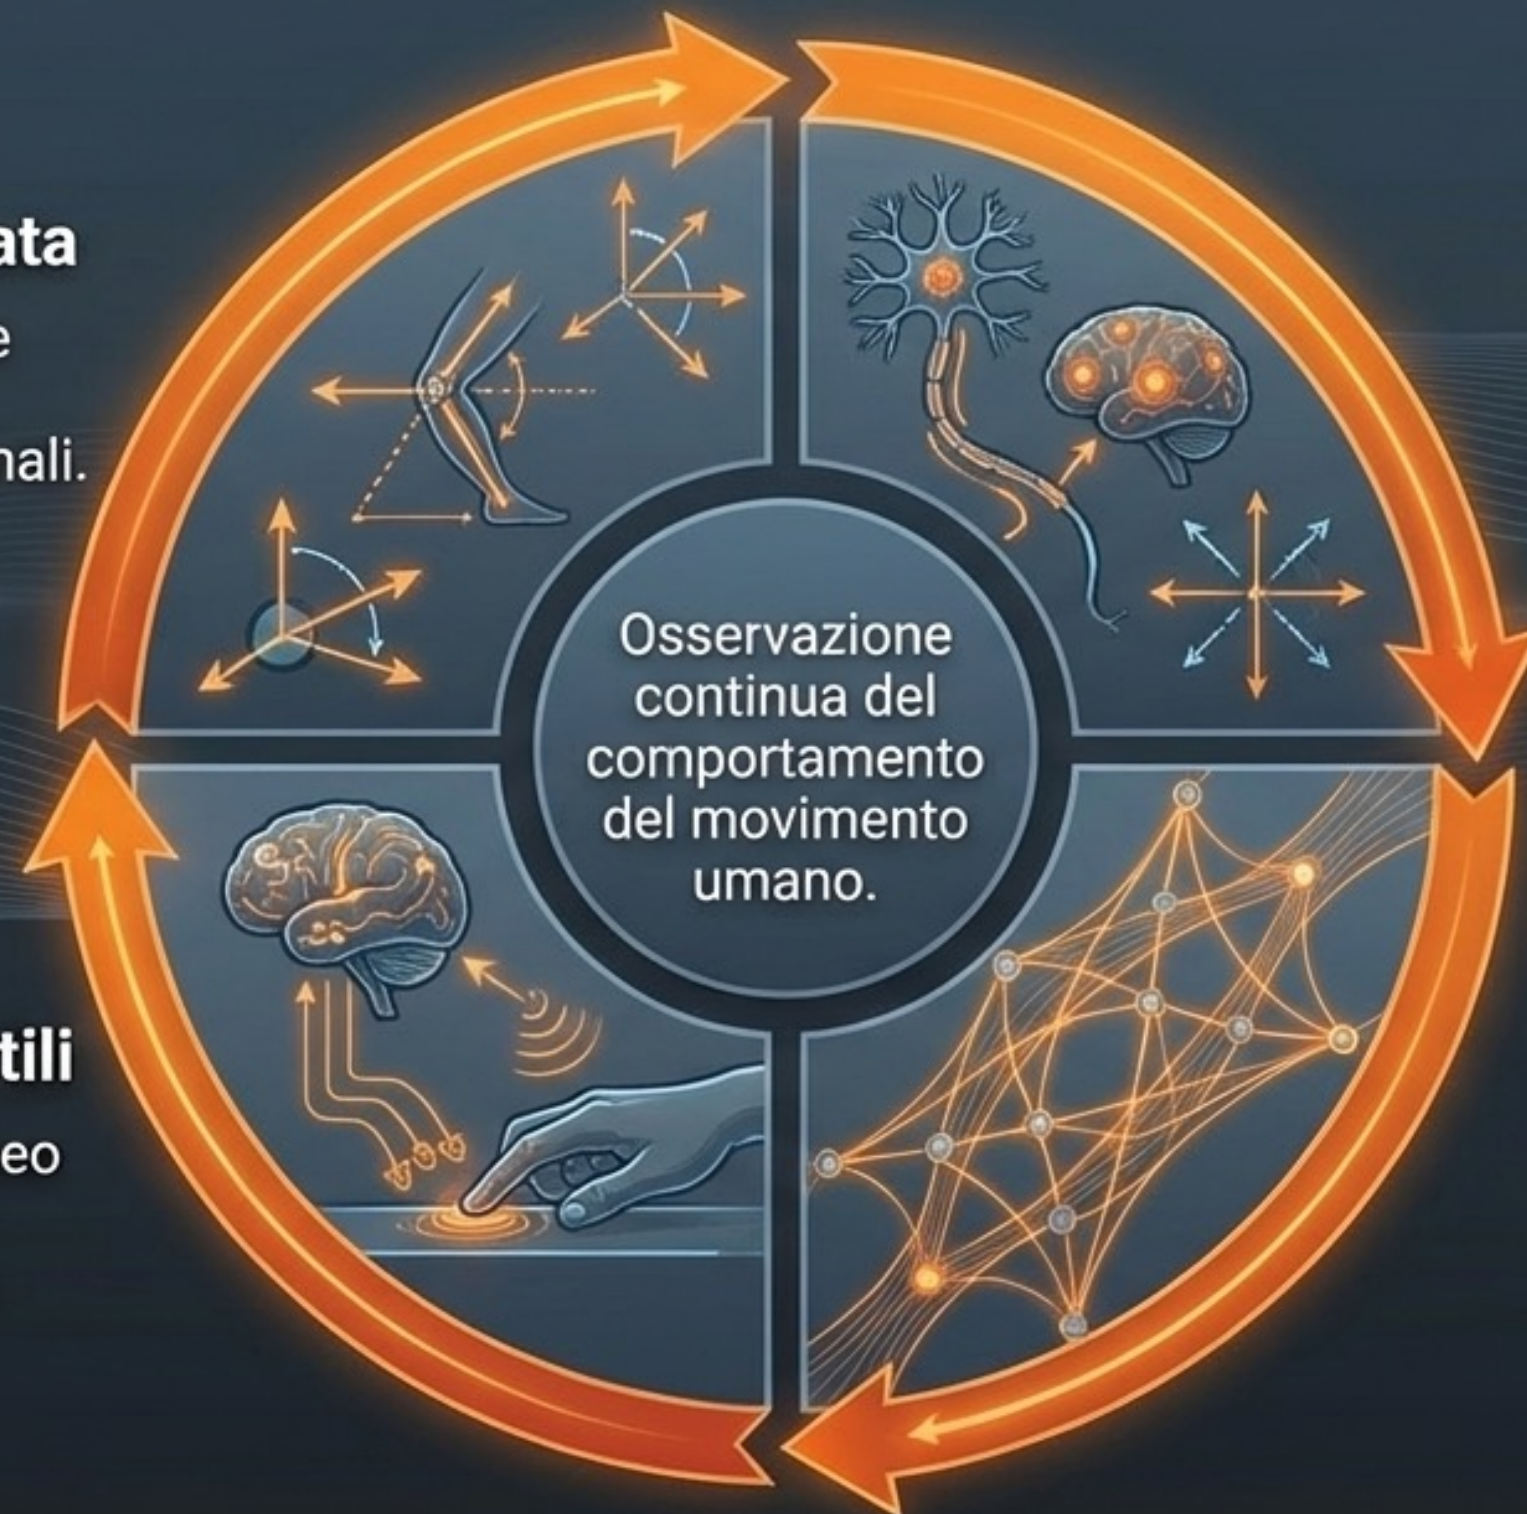 ata
e
nali.
Osservazione
continua del
comportamento
del movimento
umano.
tili
eo